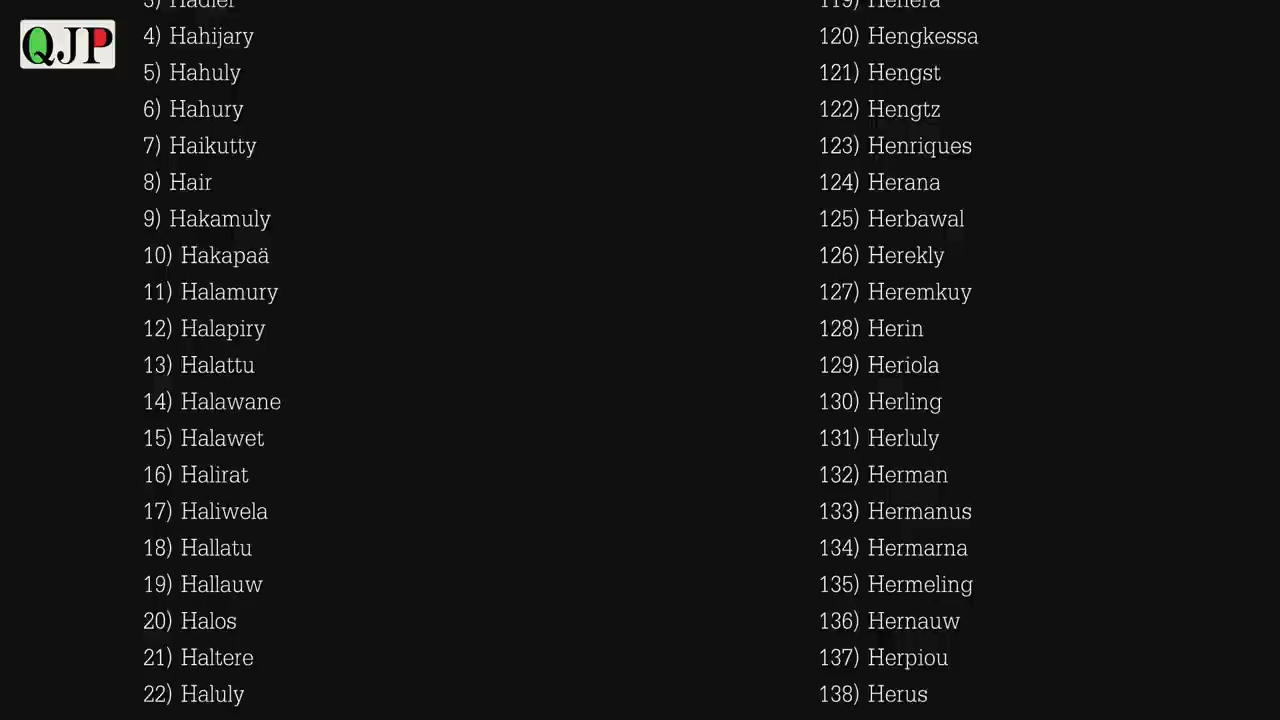 QJP
3) Hadler
4) Hahijary
5) Hahuly
6) Hahury
7) Haikutty
8) Hair
9) Hakamuly
10) Hakapaä
11) Halamury
12) Halapiry
13) Halattu
14) Halawane
15) Halawet
16) Halirat
17) Haliwela
18) Hallatu
19) Hallauw
20) Halos
21) Haltere
22) Haluly
119) Henera
120) Hengkessa
121) Hengst
122) Hengtz
123) Henriques
124) Herana
125) Herbawal
126) Herekly
127) Heremkuy
128) Herin
129) Heriola
130) Herling
131) Herluly
132) Herman
133) Hermanus
134) Hermarna
135) Hermeling
136) Hernauw
137) Herpiou
138) Herus